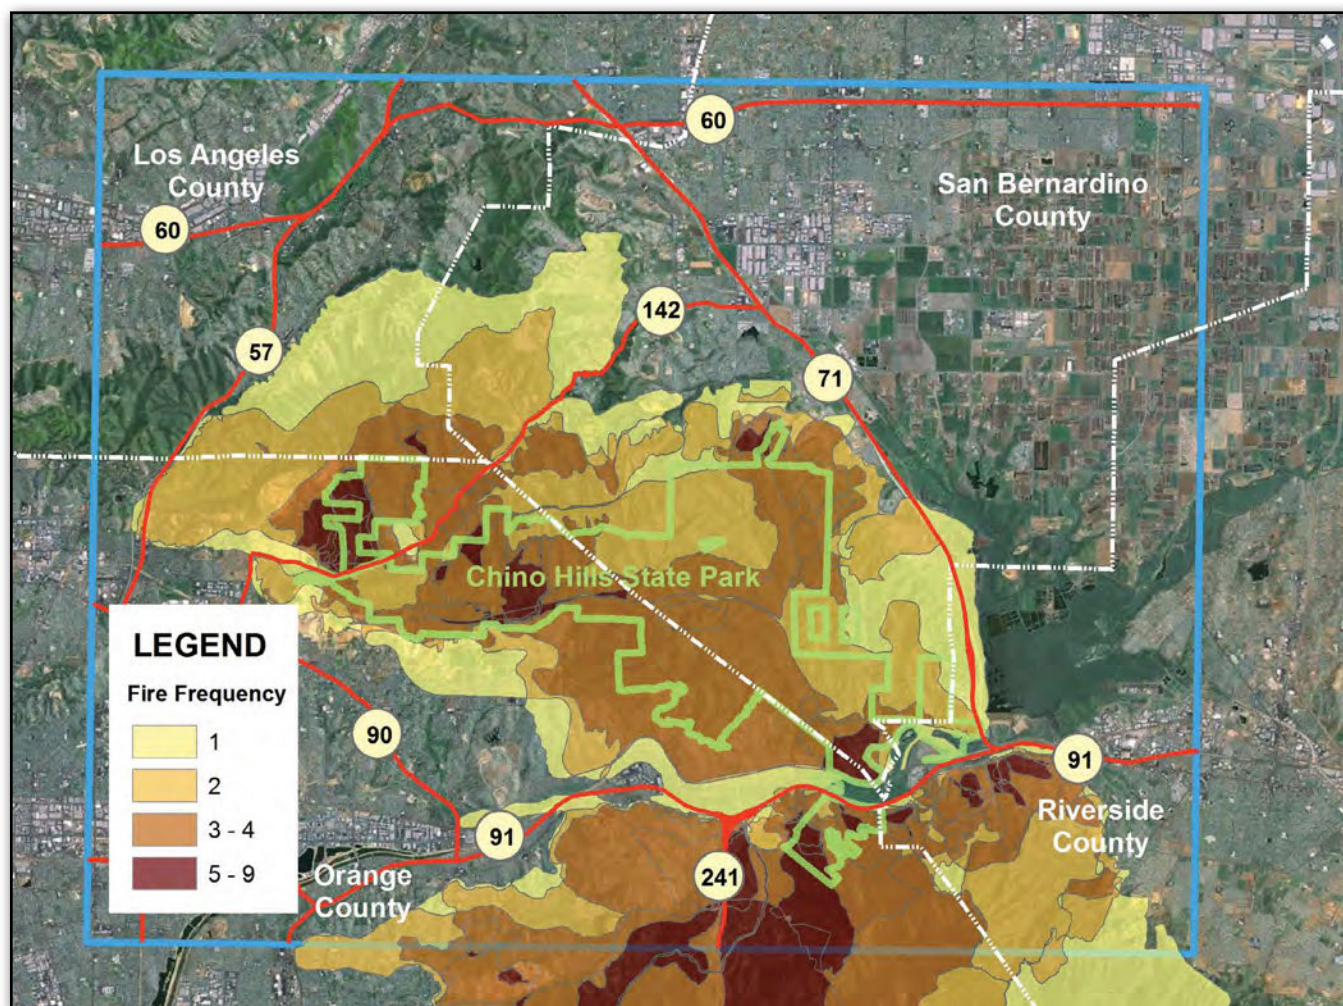 60
Los Angeles
County
San Bernardino
County
60
142
57
71
Chino Hills State Park
LEGEND
Fire Frequency
1
2
3 - 4
5 - 9
90
91
91
Riverside
County
241
Orange
County